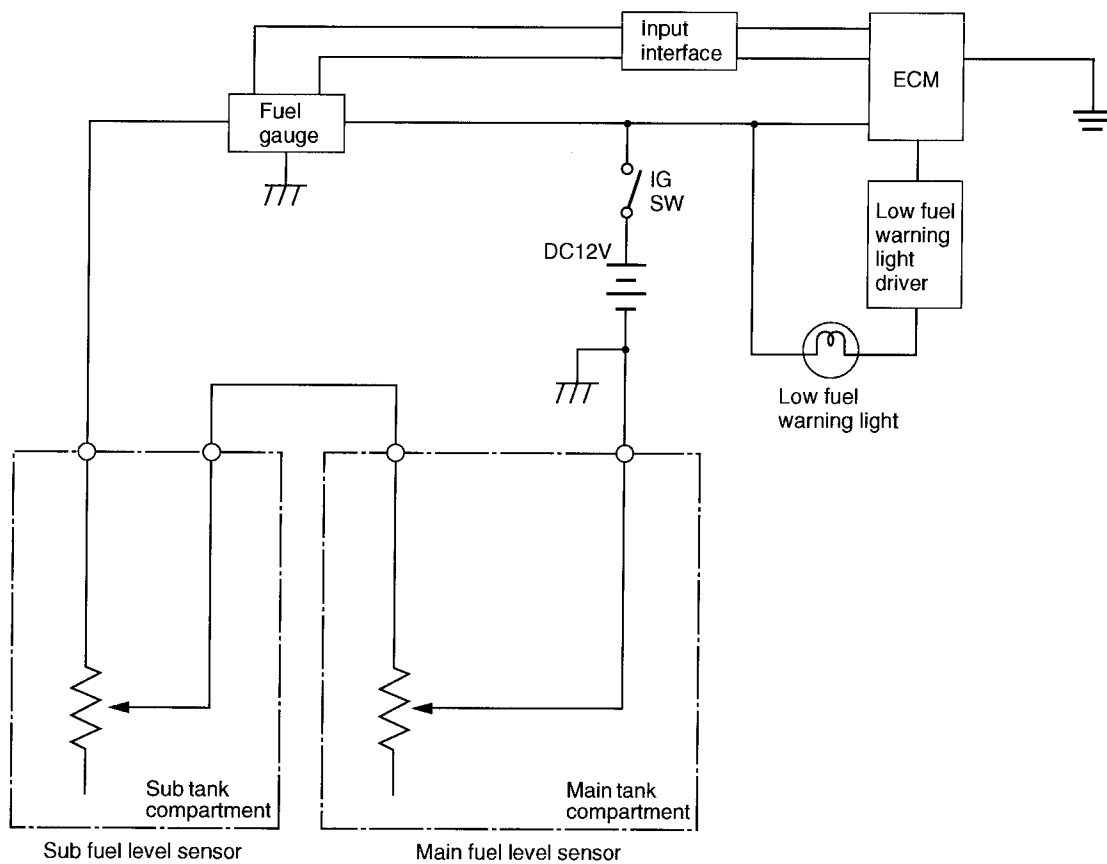 Input
interface
ECM
Fuel
gauge
IG
SW
DC12V
Low fuel
warning
light
driver
Low fuel
warning light
Sub tank
compartment
Main tank
compartment
Sub fuel level sensor
Main fuel level sensor